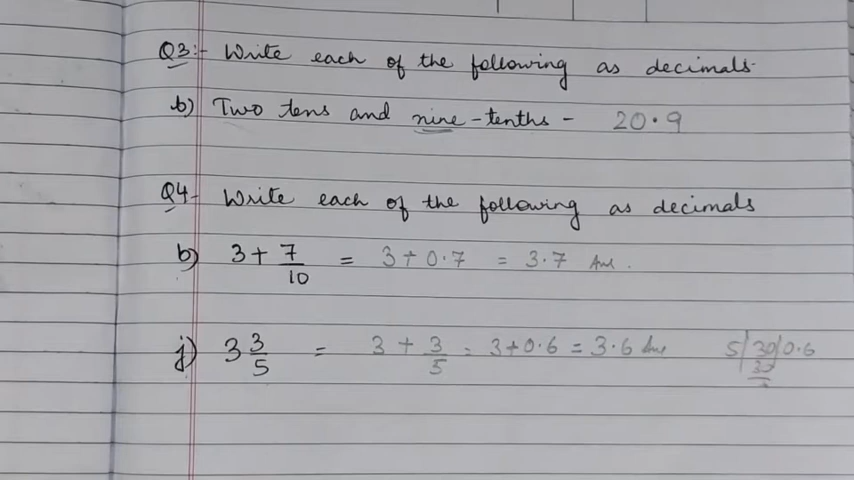 Q3:- Write each of the following as decimals-
b) Two tens and nine-tenths - 20.9
Q4- Write each of the following as decimals
b) 3 + 7/10 = 3 + 0.7 = 3.7 Ans.
j) 3 3/5 = 3 + 3/5 = 3 + 0.6 = 3.6 Ans 5|30|0.6
30